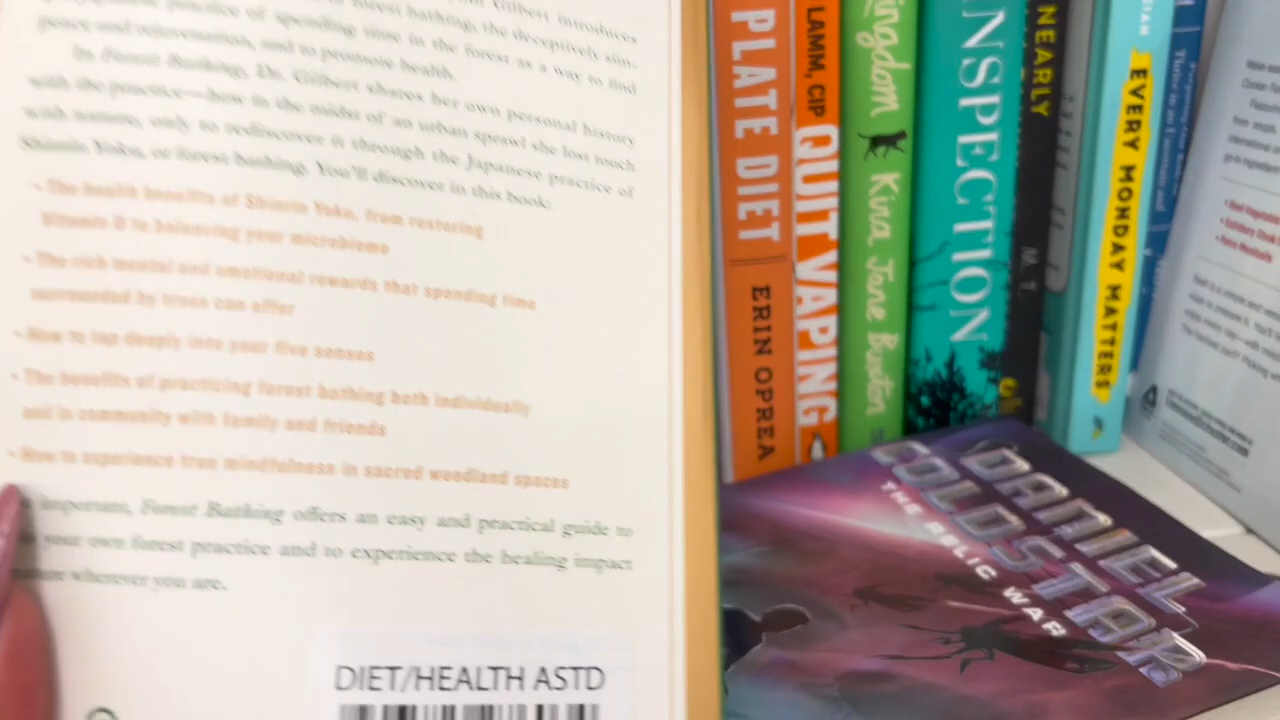 Gilbert introduces
practice of spending time in the forest as a way to find
peace and rejuvenation, and to promote health.
In Forest Bathing, Dr. Gilbert shares her own personal history
with the practice—how in the midst of an urban sprawl she lost touch
with nature, only to rediscover it through the Japanese practice of
Shinrin Yoku, or forest bathing. You'll discover in this book:
• The health benefits of Shinrin Yoku, from restoring
Vitamin D to balancing your microbiome
• The rich mental and emotional rewards that spending time
surrounded by trees can offer
• How to tap deeply into your five senses
• The benefits of practicing forest bathing both individually
and in community with family and friends
• How to experience true mindfulness in sacred woodland spaces
Forest Bathing offers an easy and practical guide to
your own forest practice and to experience the healing impact
wherever you are.
DIET/HEALTH ASTD
PLATE DIET
ERIN OPREA
LAMM, CIP
QUIT VAPING
ingdom
Kira Jane Buxton
NSPECTION
NEARLY
EVERY MONDAY MATTERS
DANIEL
COLDSTAR
THE RELIC WAR